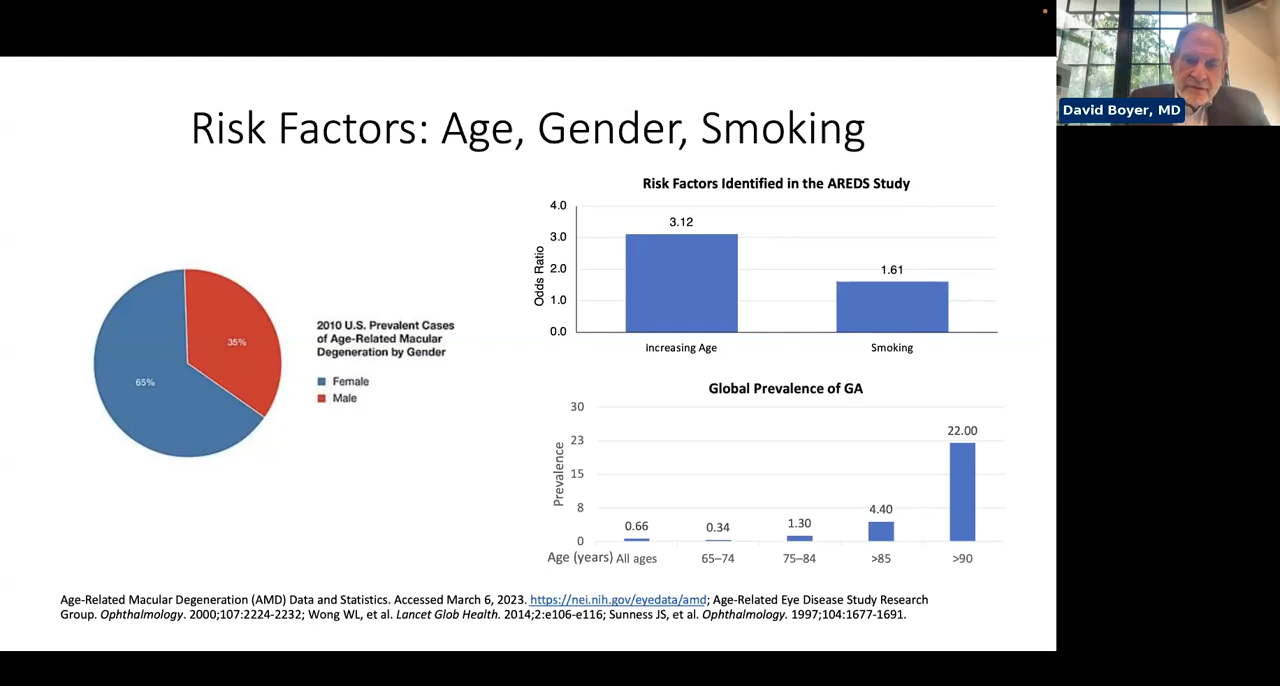 David Boyer, MD
Risk Factors: Age, Gender, Smoking
65%
35%
2010 U.S. Prevalent Cases
of Age-Related Macular
Degeneration by Gender
Female
Male
Risk Factors Identified in the AREDS Study
Odds Ratio
4.0
3.0
2.0
1.0
0.0
3.12
1.61
Increasing Age
Smoking
Global Prevalence of GA
Prevalence
30
23
15
8
0
0.66
0.34
1.30
4.40
22.00
Age (years) All ages 65–74 75–84 >85 >90
Age-Related Macular Degeneration (AMD) Data and Statistics. Accessed March 6, 2023. https://nei.nih.gov/eyedata/amd; Age-Related Eye Disease Study Research
Group. Ophthalmology. 2000;107:2224-2232; Wong WL, et al. Lancet Glob Health. 2014;2:e106-e116; Sunness JS, et al. Ophthalmology. 1997;104:1677-1691.